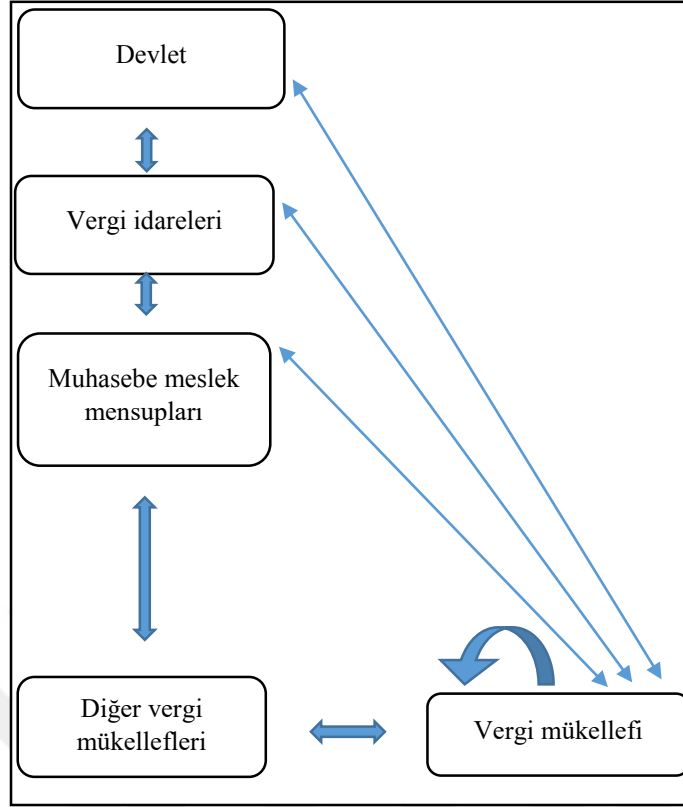 Devlet
Vergi idareleri
Muhasebe meslek
mensupları
Diğer vergi
mükellefleri
Vergi mükellefi